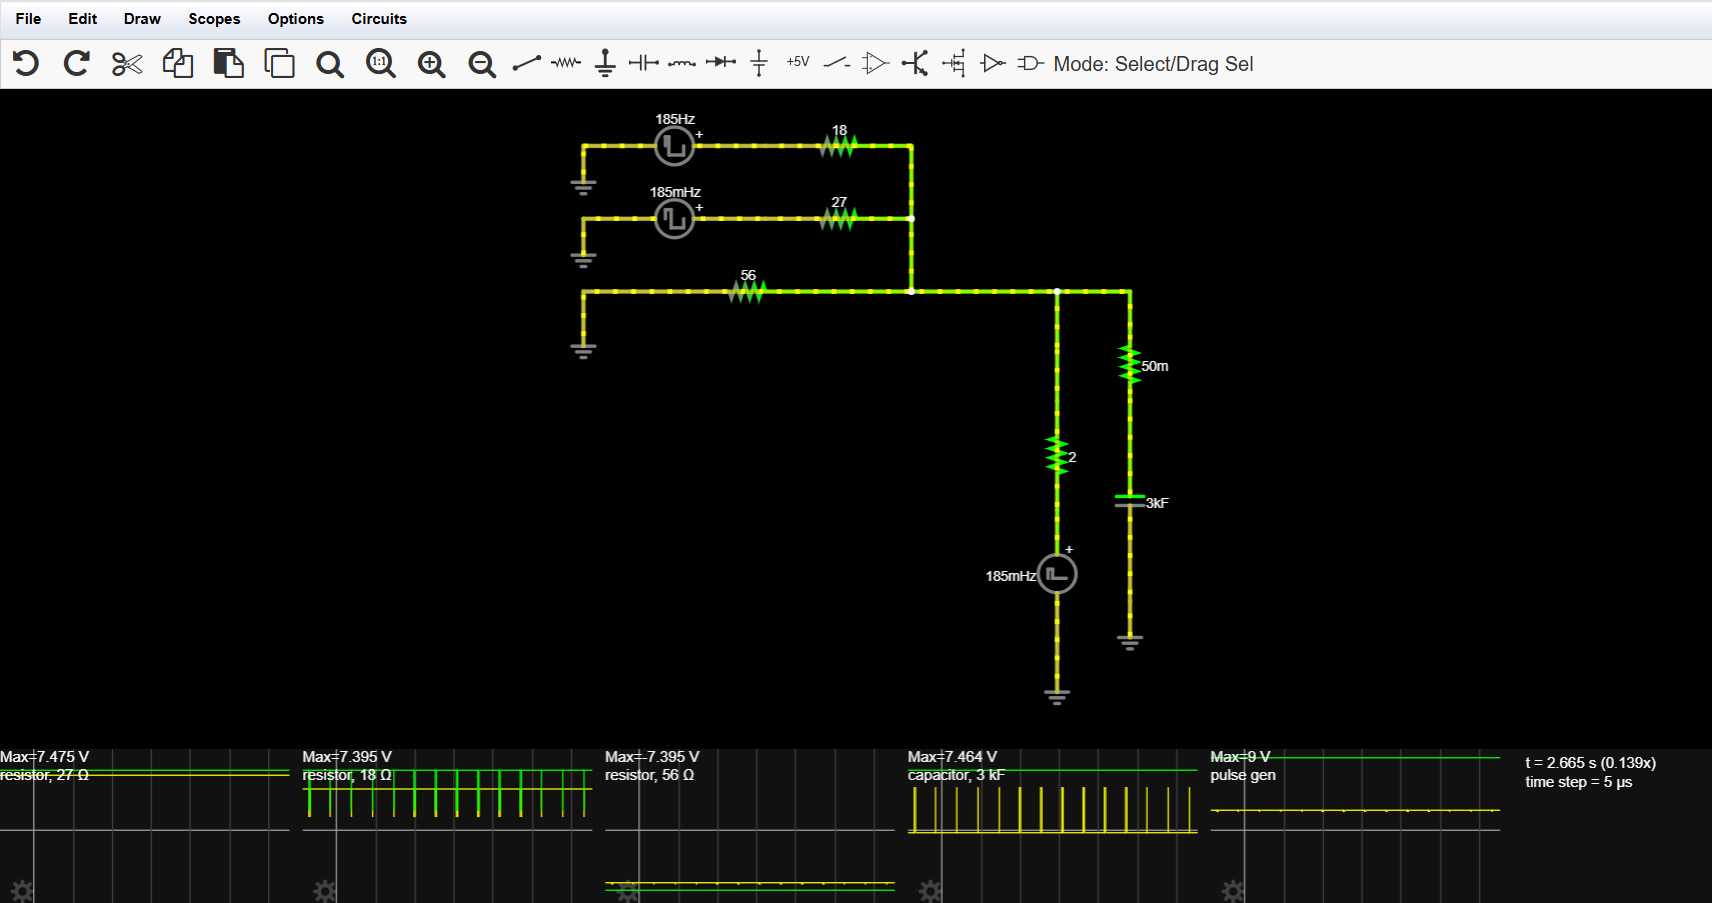 File Edit Draw Scopes Options Circuits
1:1 +5V Mode: Select/Drag Sel
185Hz
+
18
185mHz
+
27
56
50m
2
3kF
+
185mHz
Max=7.475 V
resistor, 27 Ω
Max=7.395 V
resistor, 18 Ω
Max=-7.395 V
resistor, 56 Ω
Max=7.464 V
capacitor, 3 kF
Max=9 V
pulse gen
t = 2.665 s (0.139x)
time step = 5 µs